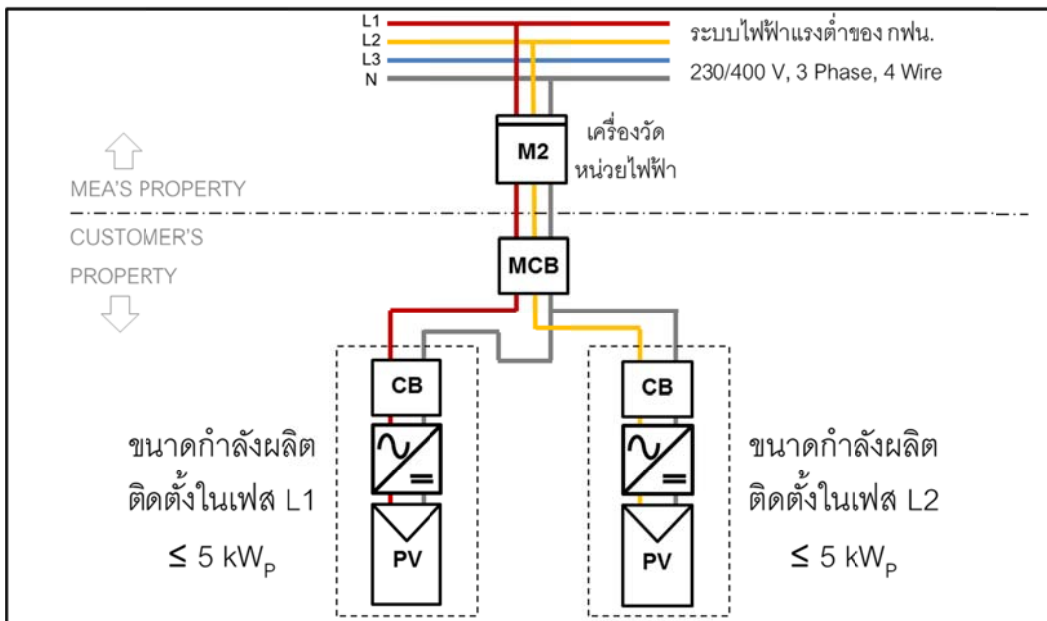 L1
L2
L3
N
ระบบไฟฟ้าแรงต่ำของ กฟน.
230/400 V, 3 Phase, 4 Wire
M2
เครื่องวัด
หน่วยไฟฟ้า
MEA'S PROPERTY
CUSTOMER'S
PROPERTY
MCB
CB
CB
ขนาดกำลังผลิต
ติดตั้งในเฟส L1
≤ 5 kWP
PV
ขนาดกำลังผลิต
ติดตั้งในเฟส L2
≤ 5 kWP
PV